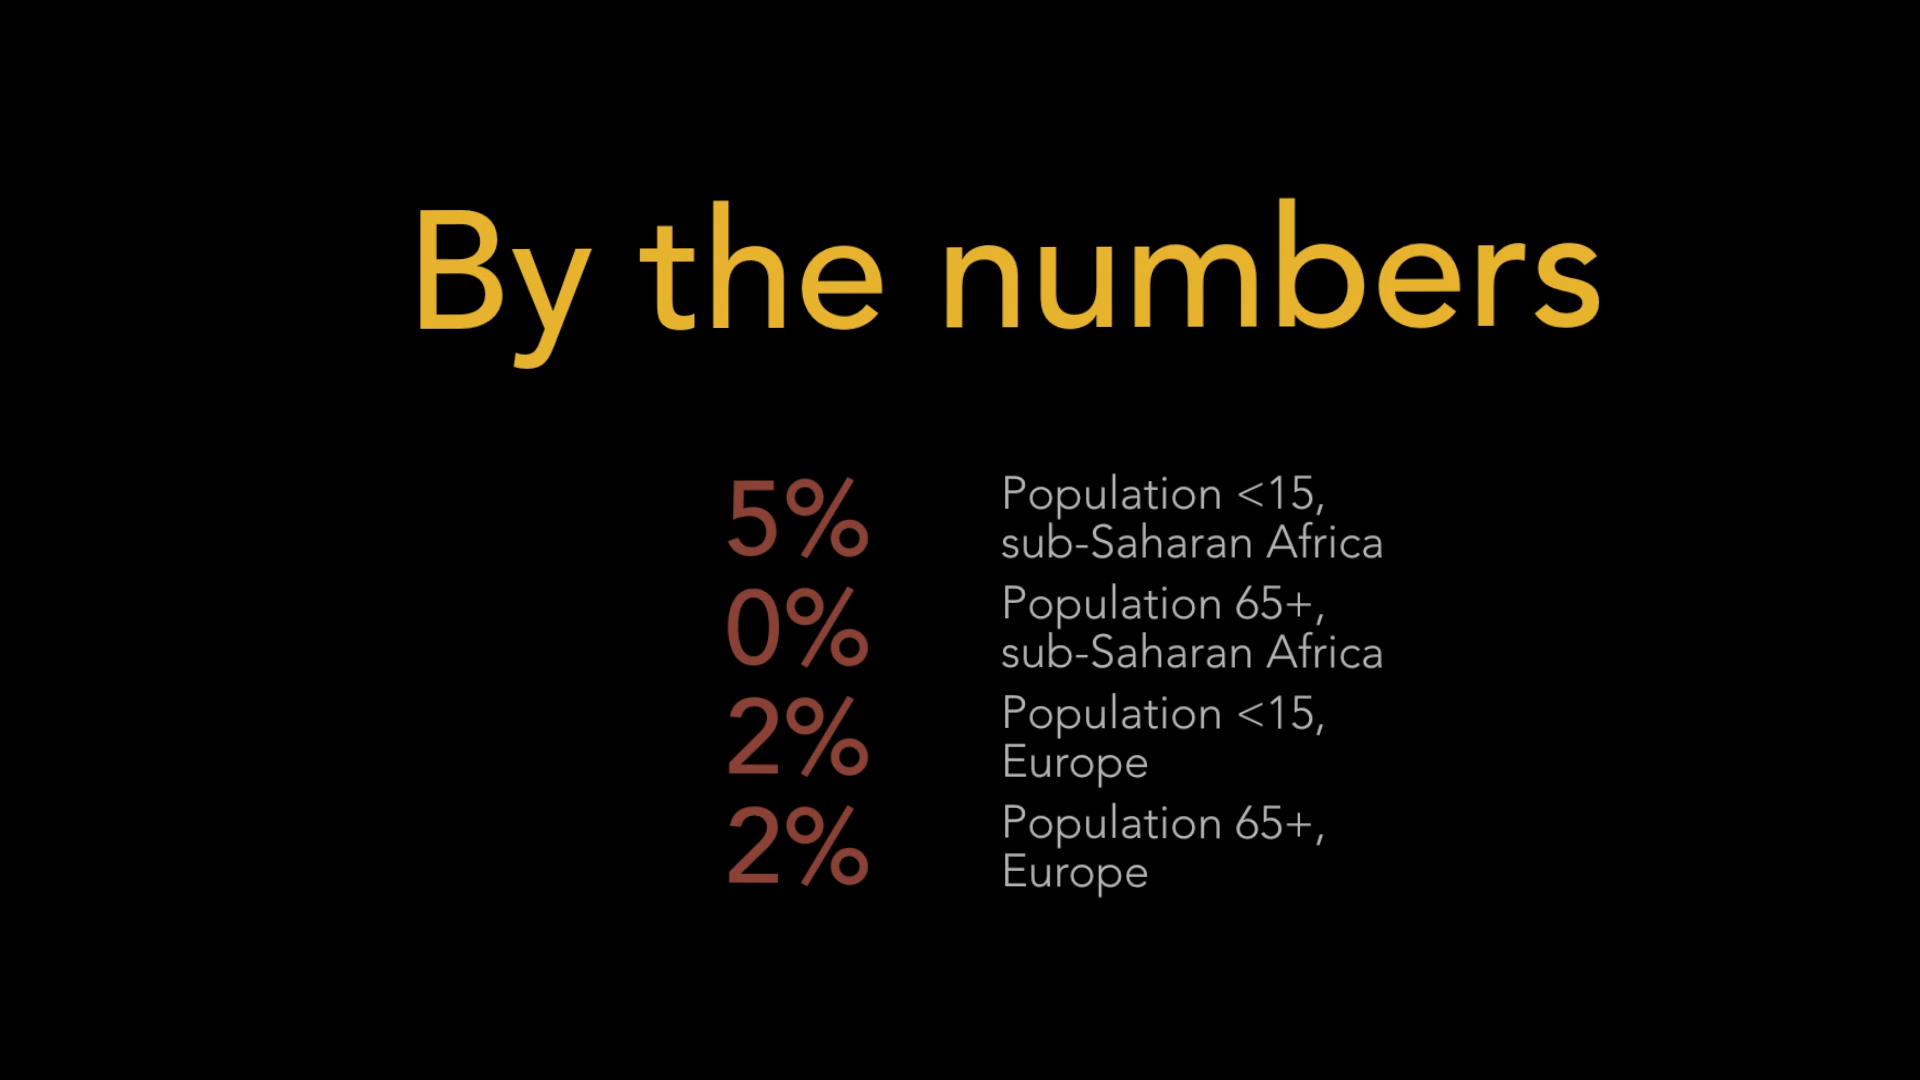 By the numbers
5%
Population <15,
sub-Saharan Africa
0%
Population 65+,
sub-Saharan Africa
2%
Population <15,
Europe
2%
Population 65+,
Europe